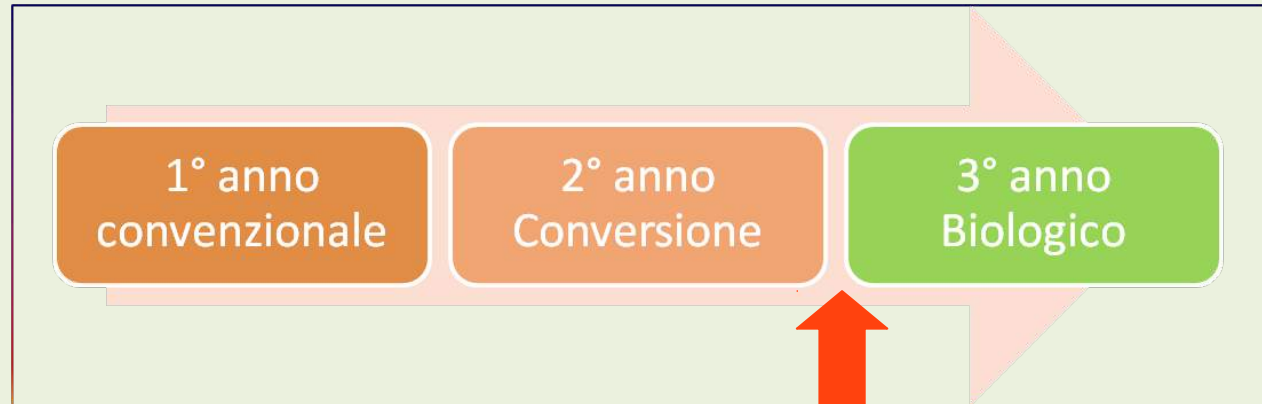 1° anno
convenzionale
2° anno
Conversione
3° anno
Biologico